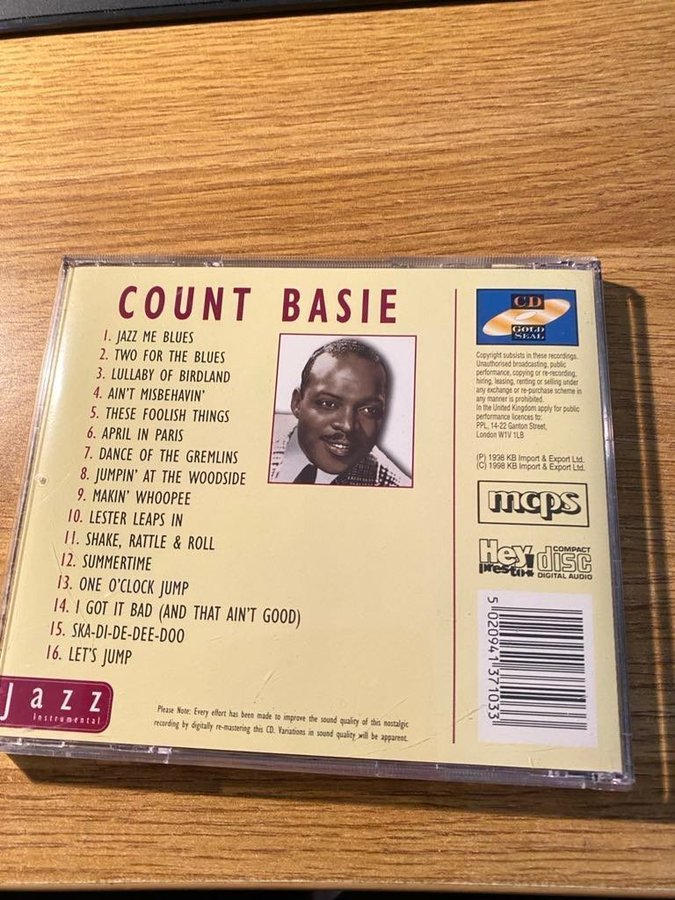 COUNT BASIE
1. JAZZ ME BLUES
2. TWO FOR THE BLUES
3. LULLABY OF BIRDLAND
4. AIN'T MISBEHAVIN'
5. THESE FOOLISH THINGS
6. APRIL IN PARIS
7. DANCE OF THE GREMLINS
8. JUMPIN' AT THE WOODSIDE
9. MAKIN' WHOOPEE
10. LESTER LEAPS IN
11. SHAKE, RATTLE & ROLL
12. SUMMERTIME
13. ONE O'CLOCK JUMP
14. I GOT IT BAD (AND THAT AIN'T GOOD)
15. SKA-DI-DE-DEE-DOO
16. LET'S JUMP
Jazz
Instrumental
Please Note: Every effort has been made to improve the sound quality of this nostalgic
recording by digitally re-mastering this CD. Variations in sound quality will be apparent.
CD
GOLD
SEAL
Copyright subsists in these recordings.
Unauthorised broadcasting, public
performance, copying or re-recording,
hiring, leasing, renting or selling under
any exchange or re-purchase scheme in
any manner is prohibited.
In the United Kingdom apply for public
performance licences to:
PPL, 14-22 Ganton Street,
London W1V 1LB
(P) 1998 KB Import & Export Ltd.
(C) 1998 KB Import & Export Ltd.
mcps
Hey
presto!
COMPACT
disc
DIGITAL AUDIO
5 020941 371033